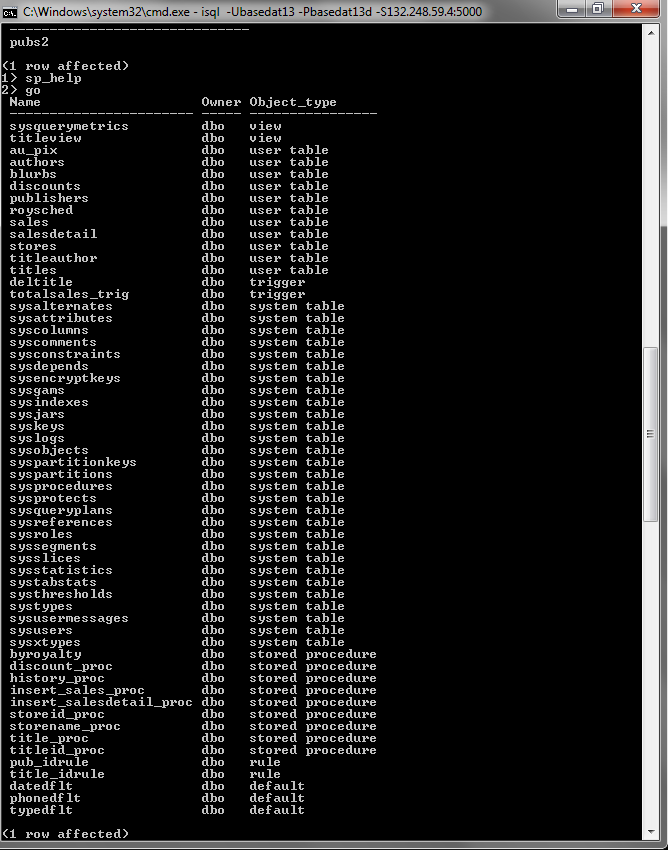 C:\Windows\system32\cmd.exe - isql -Ubasedat13 -Pbasedat13d -S132.248.59.4:5000
------------------------------
pubs2
(1 row affected)
1> sp_help
2> go
Name Owner Object_type
----------------------- ----- ----------------
sysquerymetrics dbo view
titleview dbo view
au_pix dbo user table
authors dbo user table
blurbs dbo user table
discounts dbo user table
publishers dbo user table
roysched dbo user table
sales dbo user table
salesdetail dbo user table
stores dbo user table
titleauthor dbo user table
titles dbo user table
deltitle dbo trigger
totalsales_trig dbo trigger
sysalternates dbo system table
sysattributes dbo system table
syscolumns dbo system table
syscomments dbo system table
sysconstraints dbo system table
sysdepends dbo system table
sysencryptkeys dbo system table
sysgams dbo system table
sysindexes dbo system table
sysjars dbo system table
syskeys dbo system table
syslogs dbo system table
sysobjects dbo system table
syspartitionkeys dbo system table
syspartitions dbo system table
sysprocedures dbo system table
sysprotects dbo system table
sysqueryplans dbo system table
sysreferences dbo system table
sysroles dbo system table
syssegments dbo system table
sysslices dbo system table
sysstatistics dbo system table
systabstats dbo system table
systhresholds dbo system table
systypes dbo system table
sysusermessages dbo system table
sysusers dbo system table
sysxtypes dbo system table
byroyalty dbo stored procedure
discount_proc dbo stored procedure
history_proc dbo stored procedure
insert_sales_proc dbo stored procedure
insert_salesdetail_proc dbo stored procedure
storeid_proc dbo stored procedure
storename_proc dbo stored procedure
title_proc dbo stored procedure
titleid_proc dbo stored procedure
pub_idrule dbo rule
title_idrule dbo rule
datedflt dbo default
phonedflt dbo default
typedflt dbo default
(1 row affected)